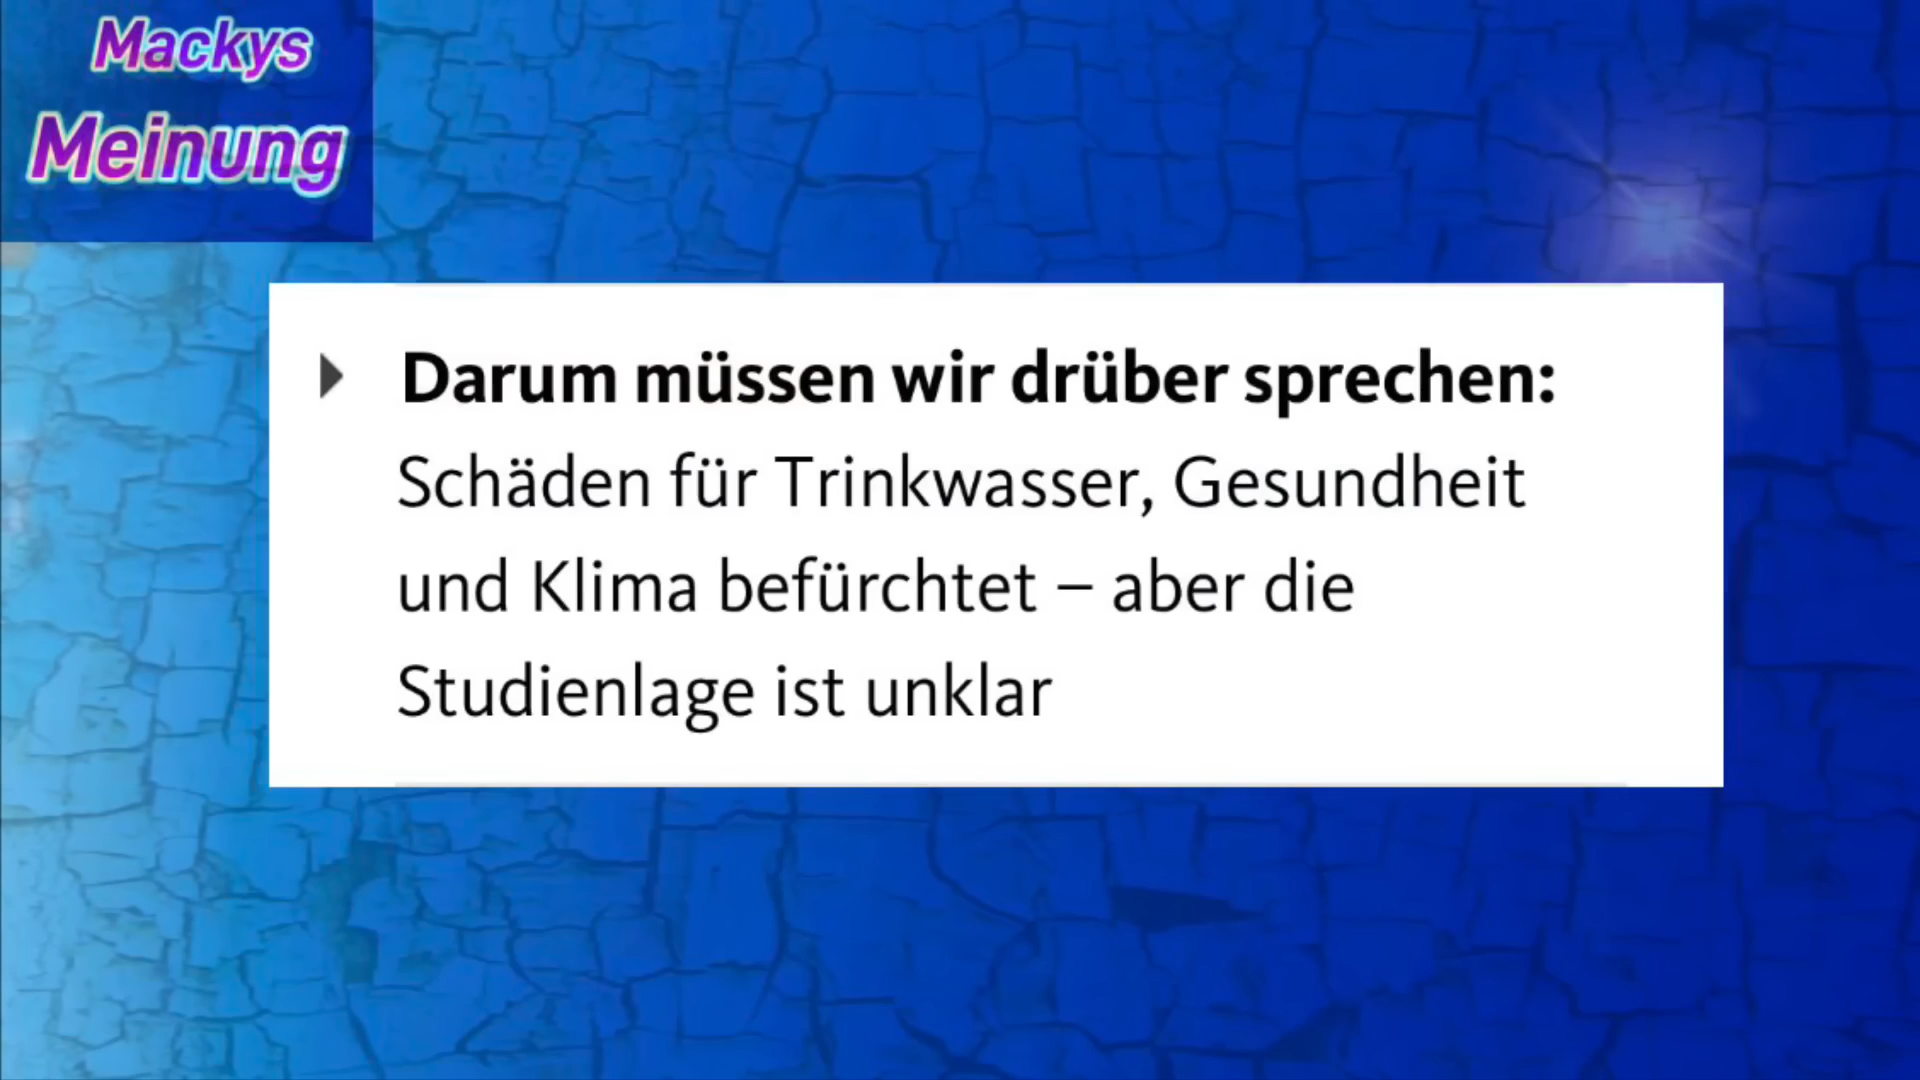 Mackys
Meinung
Darum müssen wir drüber sprechen:
Schäden für Trinkwasser, Gesundheit
und Klima befürchtet – aber die
Studienlage ist unklar